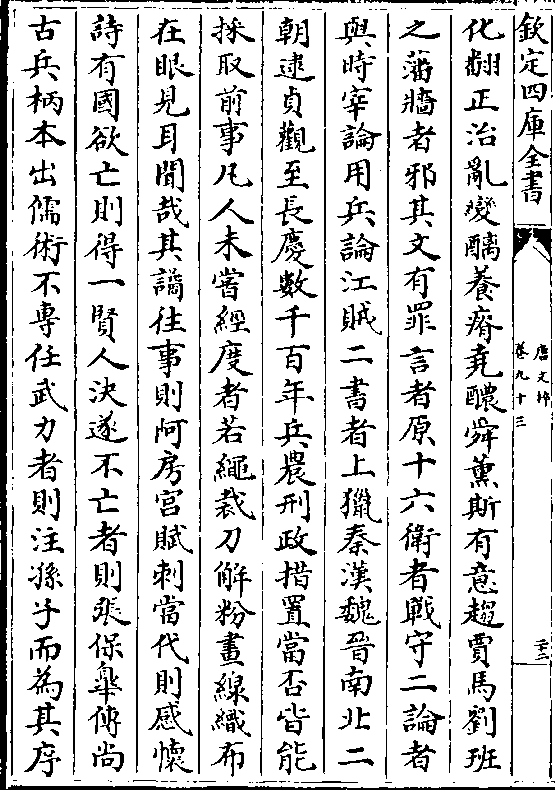 欽定四庫全書
唐文粹
卷九十三
三十二
化翻正治亂變醨養瘠堯醲舜薰斯有意趨賈馬劉班
之藩牆者邪其文有罪言者原十六衛者戰守二論者
與時宰論用兵論江賊二書者上獵秦漢魏晉南北二
朝逮貞觀至長慶數千百年兵農刑政措置當否皆能
採取前事凡人未嘗經度者若繩裁刀解粉畫線織布
在眼見耳聞哉其譎往事則阿房宮賦刺當代則感懷
詩有國欲亡則得一賢人決遂不亡者則張保皐傳尚
古兵柄本出儒術不專任武力者則注孫子而為其序